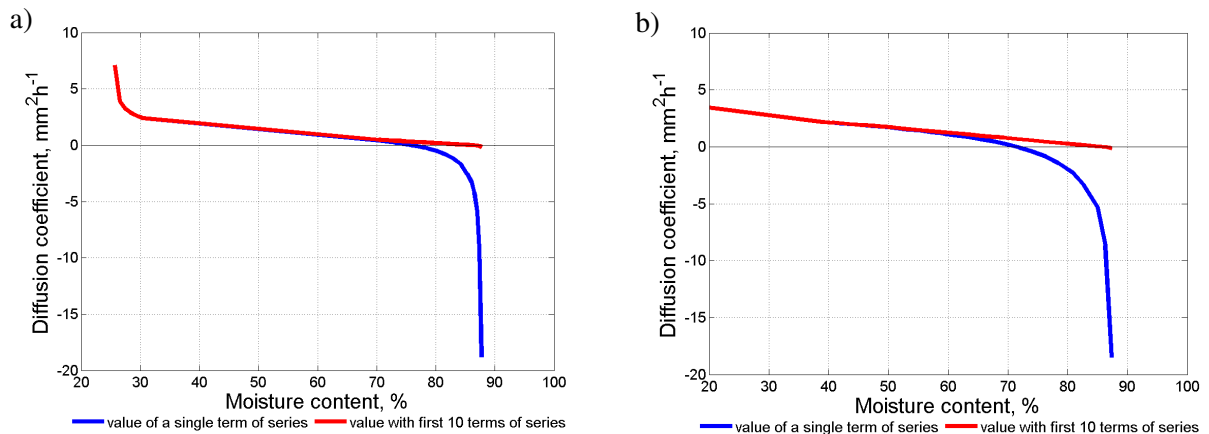 a)
10
5
0
-5
-10
-15
-20
Diffusion coefficient, mm²h⁻¹
20 30 40 50 60 70 80 90 100
Moisture content, %
value of a single term of series value with first 10 terms of series
b)
10
5
0
-5
-10
-15
-20
Diffusion coefficient, mm²h⁻¹
20 30 40 50 60 70 80 90 100
Moisture content, %
value of a single term of series value with first 10 terms of series